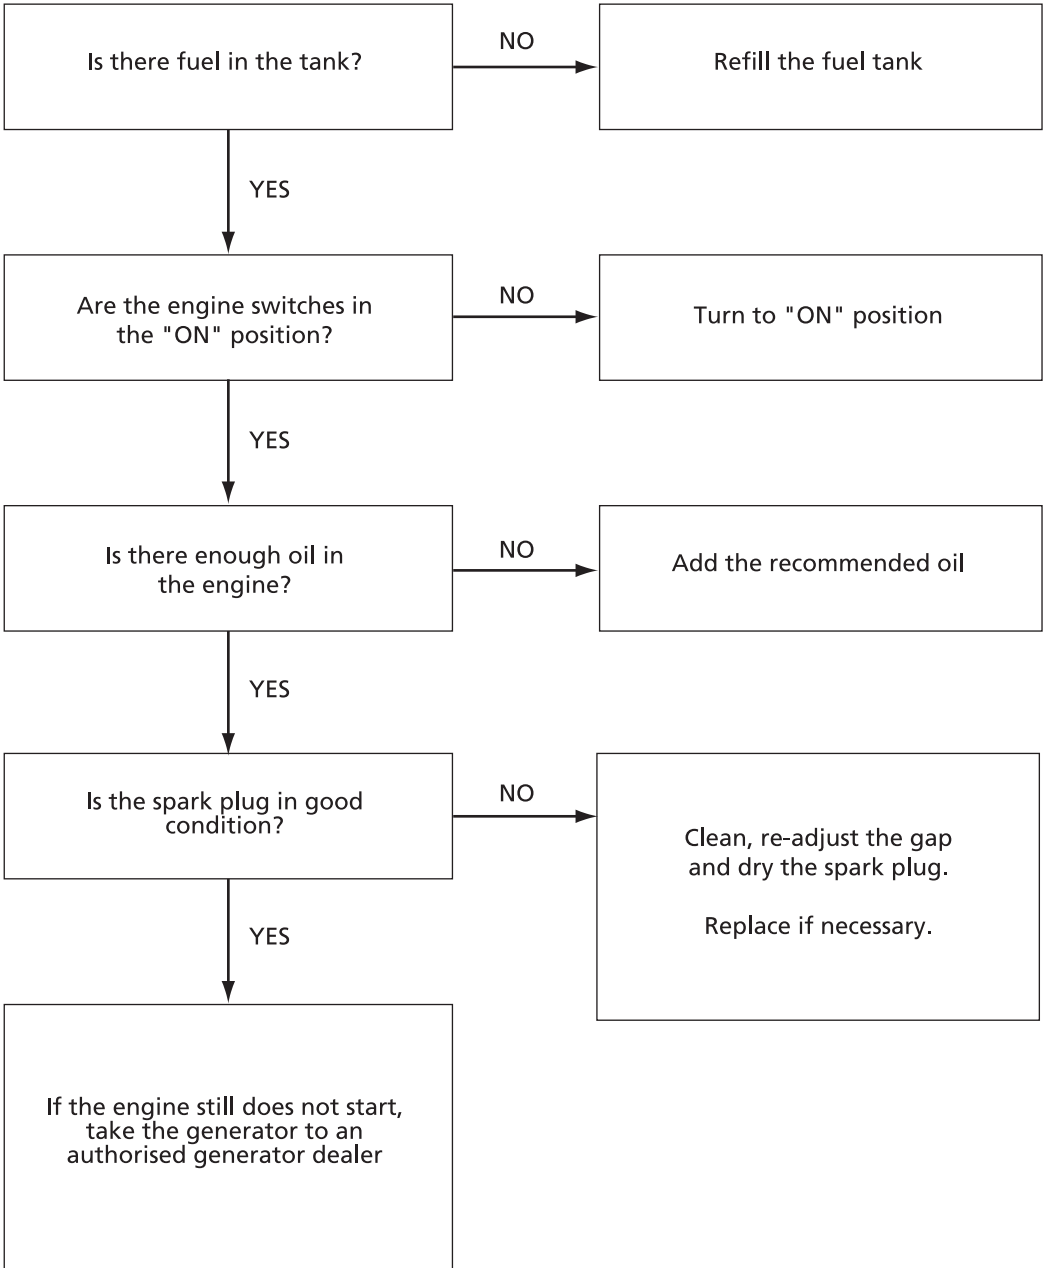 Is there fuel in the tank?
NO
Refill the fuel tank
YES
Are the engine switches in
the "ON" position?
NO
Turn to "ON" position
YES
Is there enough oil in
the engine?
NO
Add the recommended oil
YES
Is the spark plug in good
condition?
NO
Clean, re-adjust the gap
and dry the spark plug.
Replace if necessary.
YES
If the engine still does not start,
take the generator to an
authorised generator dealer